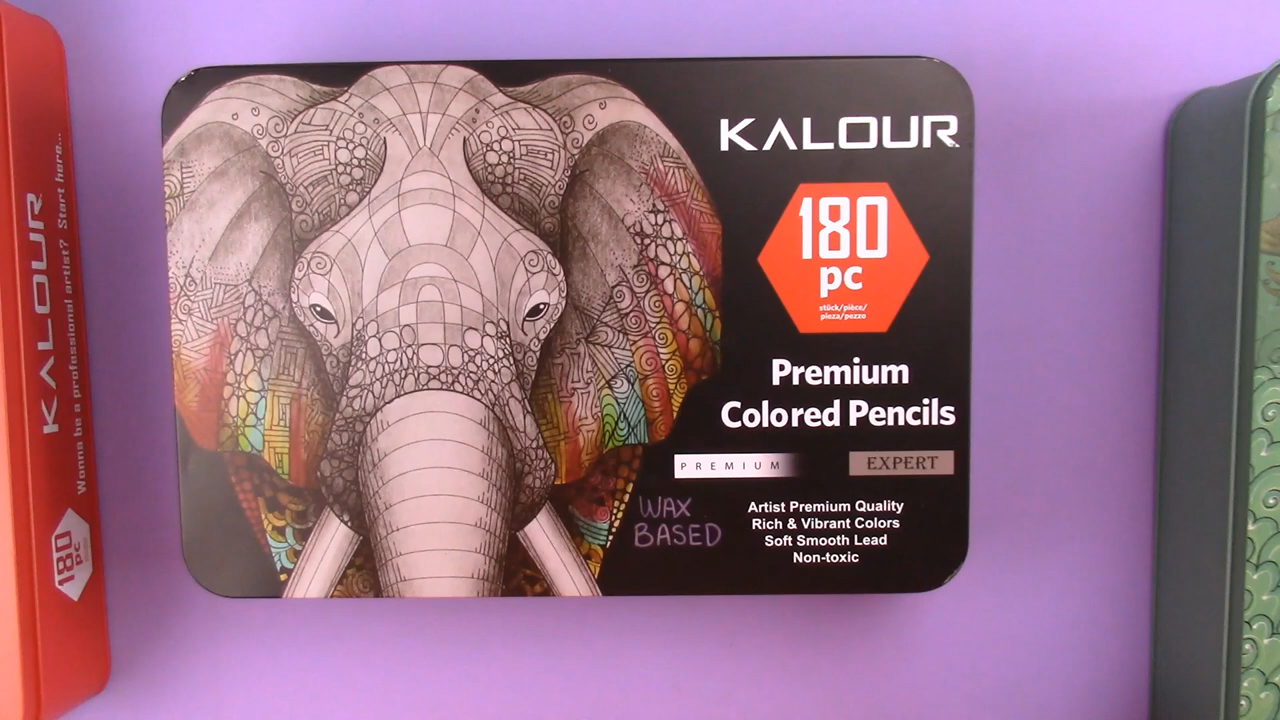 KALOUR
Wanna be a professional artist? Start here...
180
pc
KALOUR
180
pc
stück/pièce/
pieza/pezzo
Premium
Colored Pencils
PREMIUM
EXPERT
WAX
BASED
Artist Premium Quality
Rich & Vibrant Colors
Soft Smooth Lead
Non-toxic